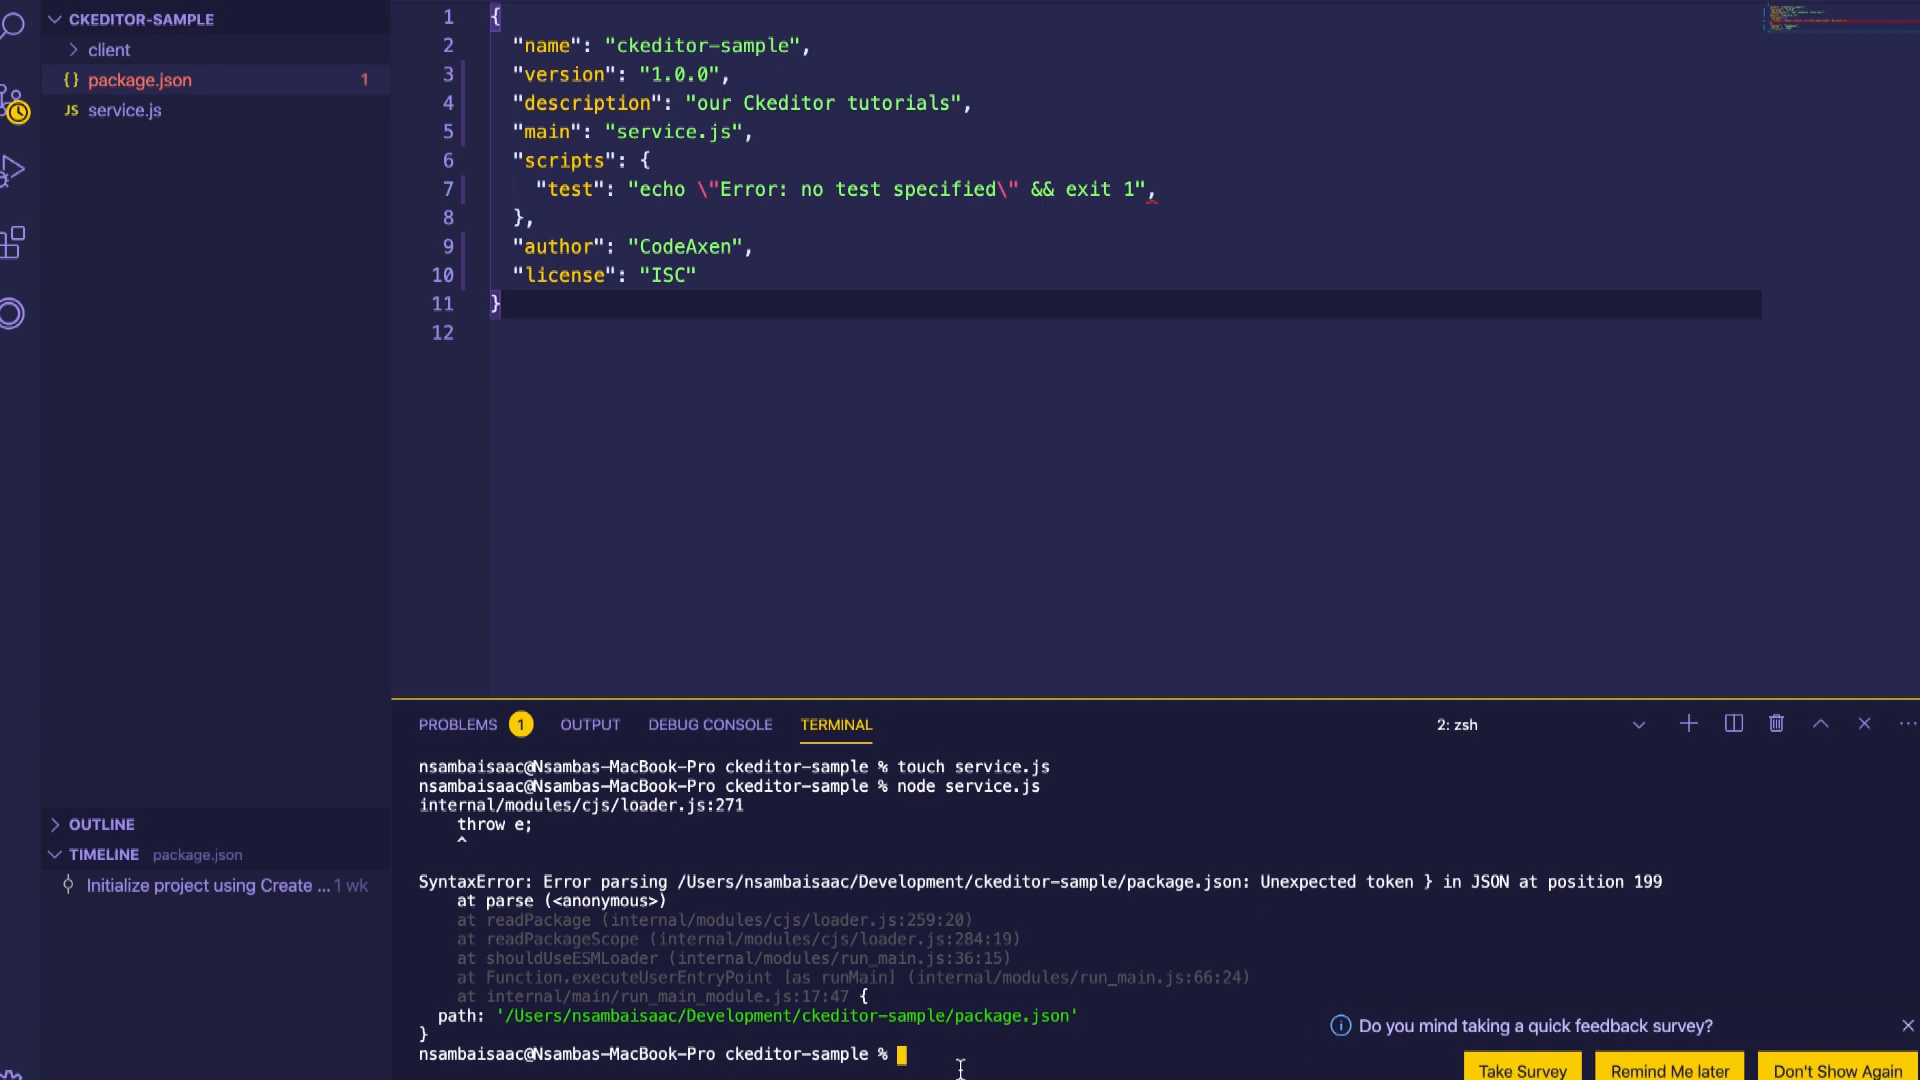 CKEDITOR-SAMPLE
client
{} package.json 1
JS service.js
OUTLINE
TIMELINE package.json
Initialize project using Create ... 1 wk
1 {
2 "name": "ckeditor-sample",
3 "version": "1.0.0",
4 "description": "our Ckeditor tutorials",
5 "main": "service.js",
6 "scripts": {
7 "test": "echo \"Error: no test specified\" && exit 1",
8 },
9 "author": "CodeAxen",
10 "license": "ISC"
11 }
12
PROBLEMS 1 OUTPUT DEBUG CONSOLE TERMINAL 2: zsh
nsambaisaac@Nsambas-MacBook-Pro ckeditor-sample % touch service.js
nsambaisaac@Nsambas-MacBook-Pro ckeditor-sample % node service.js
internal/modules/cjs/loader.js:271
throw e;
^
SyntaxError: Error parsing /Users/nsambaisaac/Development/ckeditor-sample/package.json: Unexpected token } in JSON at position 199
at parse (<anonymous>)
at readPackage (internal/modules/cjs/loader.js:259:20)
at readPackageScope (internal/modules/cjs/loader.js:284:19)
at shouldUseESMLoader (internal/modules/run_main.js:36:15)
at Function.executeUserEntryPoint [as runMain] (internal/modules/run_main.js:66:24)
at internal/main/run_main_module.js:17:47 {
path: '/Users/nsambaisaac/Development/ckeditor-sample/package.json'
}
nsambaisaac@Nsambas-MacBook-Pro ckeditor-sample %
Do you mind taking a quick feedback survey?
Take Survey Remind Me later Don't Show Again